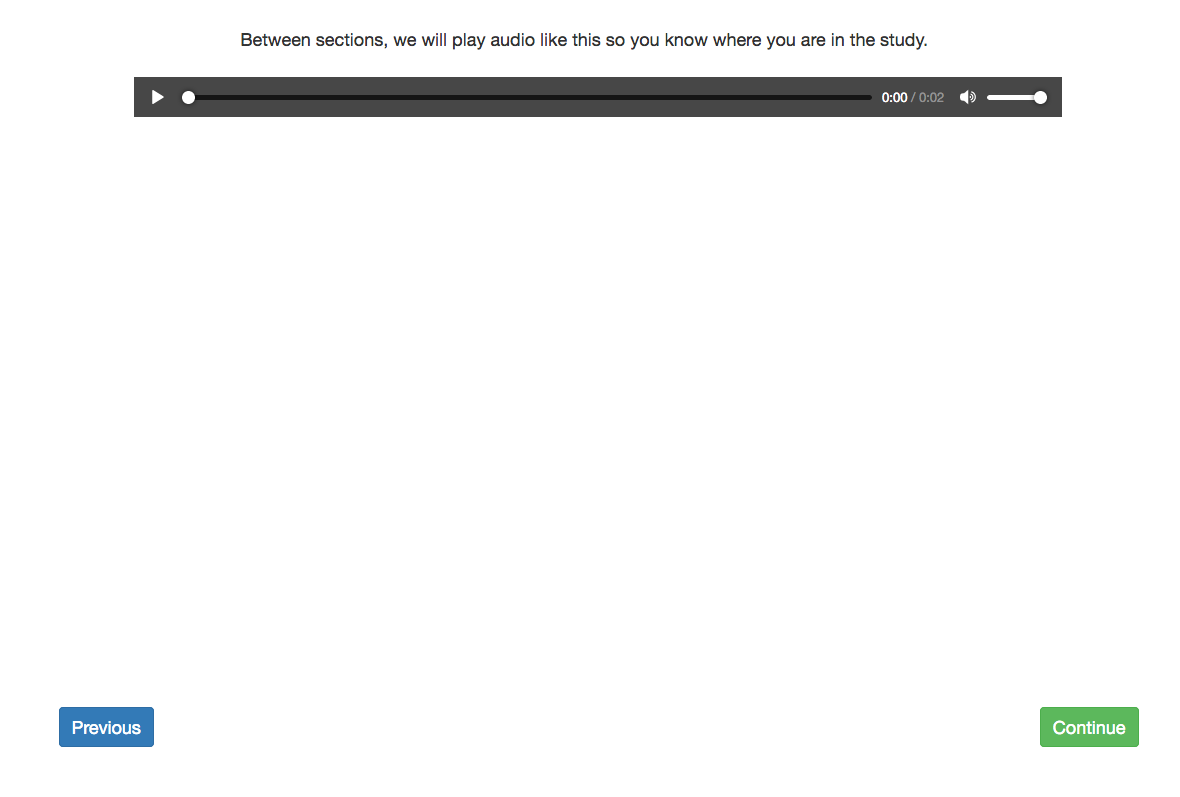 Between sections, we will play audio like this so you know where you are in the study.
0:00 / 0:02
Previous
Continue